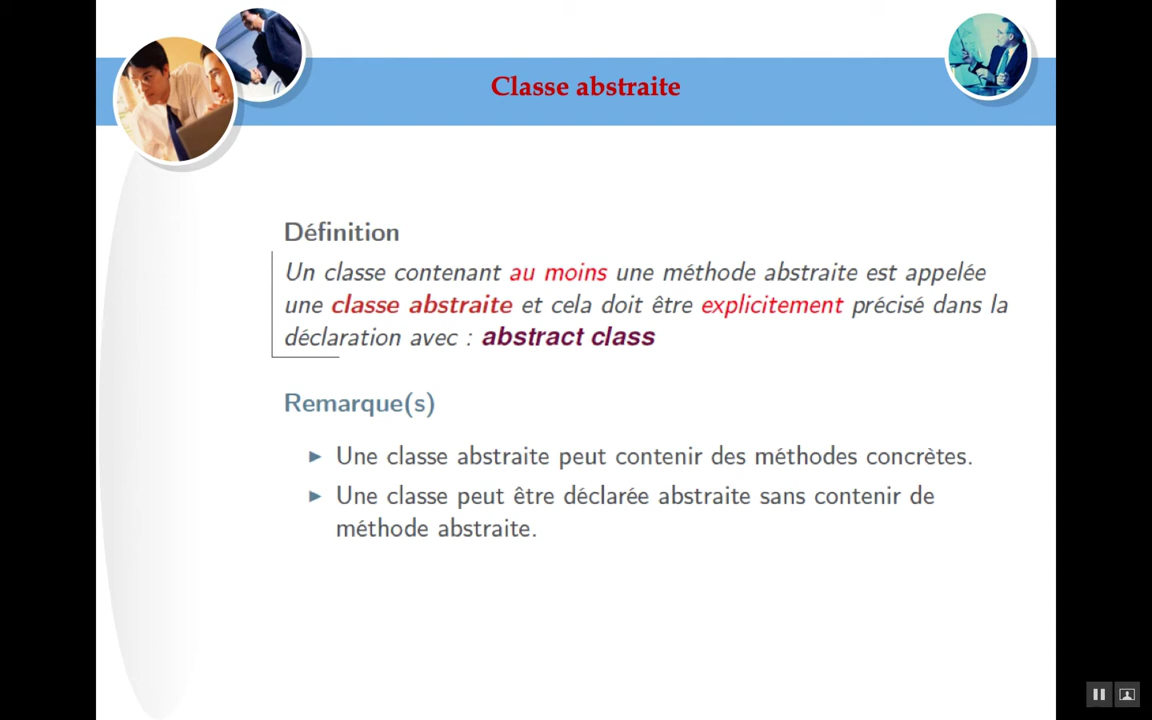 Classe abstraite
Définition
Un classe contenant au moins une méthode abstraite est appelée
une classe abstraite et cela doit être explicitement précisé dans la
déclaration avec : abstract class
Remarque(s)
► Une classe abstraite peut contenir des méthodes concrètes.
► Une classe peut être déclarée abstraite sans contenir de
méthode abstraite.